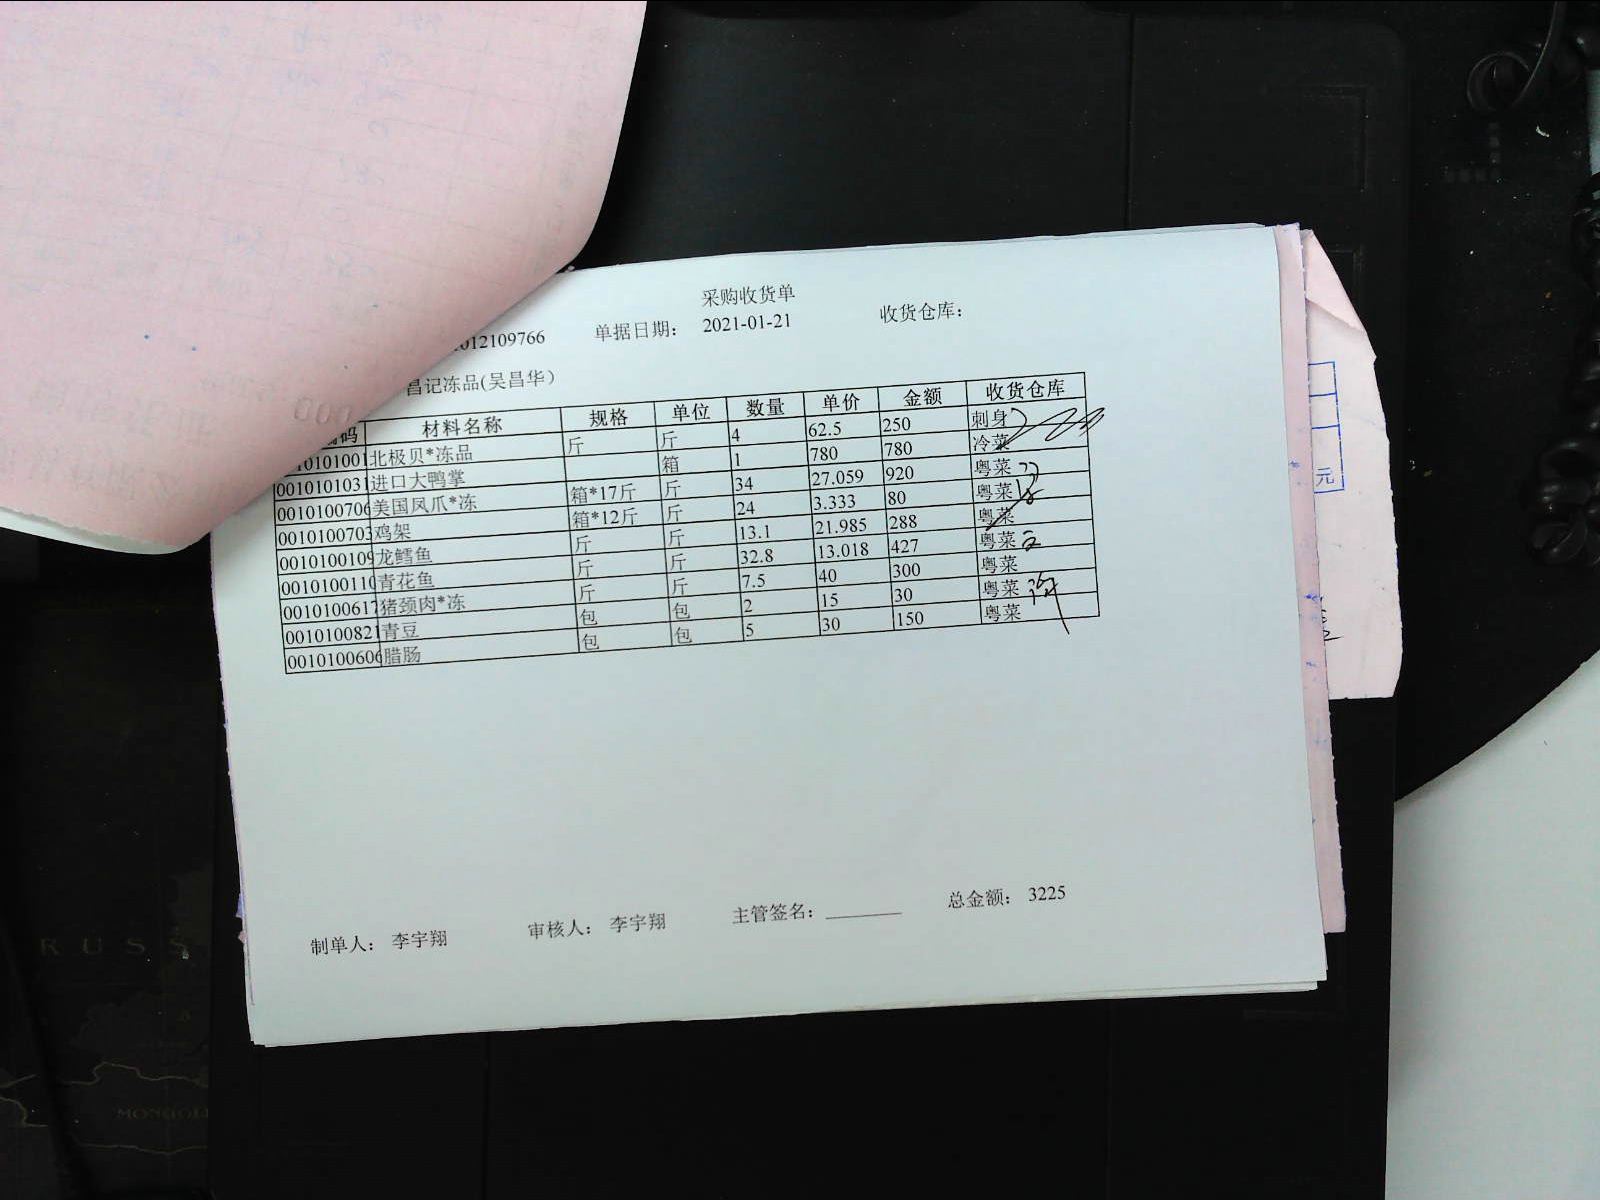 采购收货单
012109766 单据日期: 2021-01-21 收货仓库:
昌记冻品(吴昌华)
码 材料名称 规格 单位 数量 单价 金额 收货仓库
0101001 北极贝*冻品 斤 斤 4 62.5 250 刺身
0010101031 进口大鸭掌 箱 1 780 780 冷菜
0010100706 美国凤爪*冻 箱*17斤 斤 34 27.059 920 粤菜
0010100703 鸡架 箱*12斤 斤 24 3.333 80 粤菜
0010100109 龙鳕鱼 斤 斤 13.1 21.985 288 粤菜
0010100110 青花鱼 斤 斤 32.8 13.018 427 粤菜
0010100617 猪颈肉*冻 斤 斤 7.5 40 300 粤菜
0010100821 青豆 包 包 2 15 30 粤菜
0010100606 腊肠 包 包 5 30 150 粤菜
制单人: 李宇翔 审核人: 李宇翔 主管签名: 总金额: 3225
元
RUSS
MONGOLI